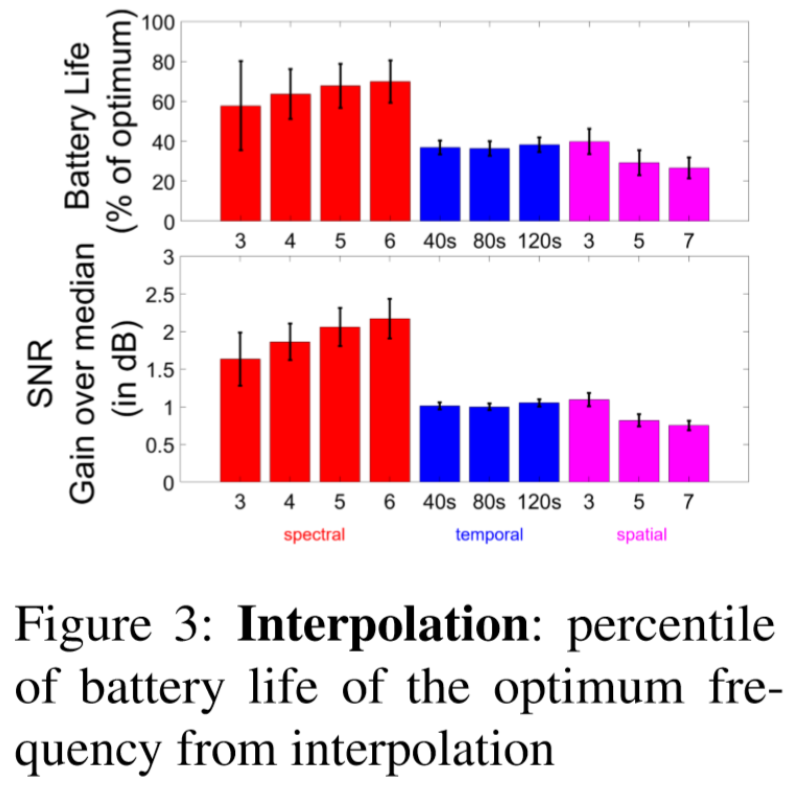 Battery Life
(% of optimum)
100
80
60
40
20
0
3 4 5 6 40s 80s 120s 3 5 7
SNR
Gain over median
(in dB)
3
2.5
2
1.5
1
0.5
0
3 4 5 6 40s 80s 120s 3 5 7
spectral temporal spatial
Figure 3: Interpolation: percentile
of battery life of the optimum fre-
quency from interpolation